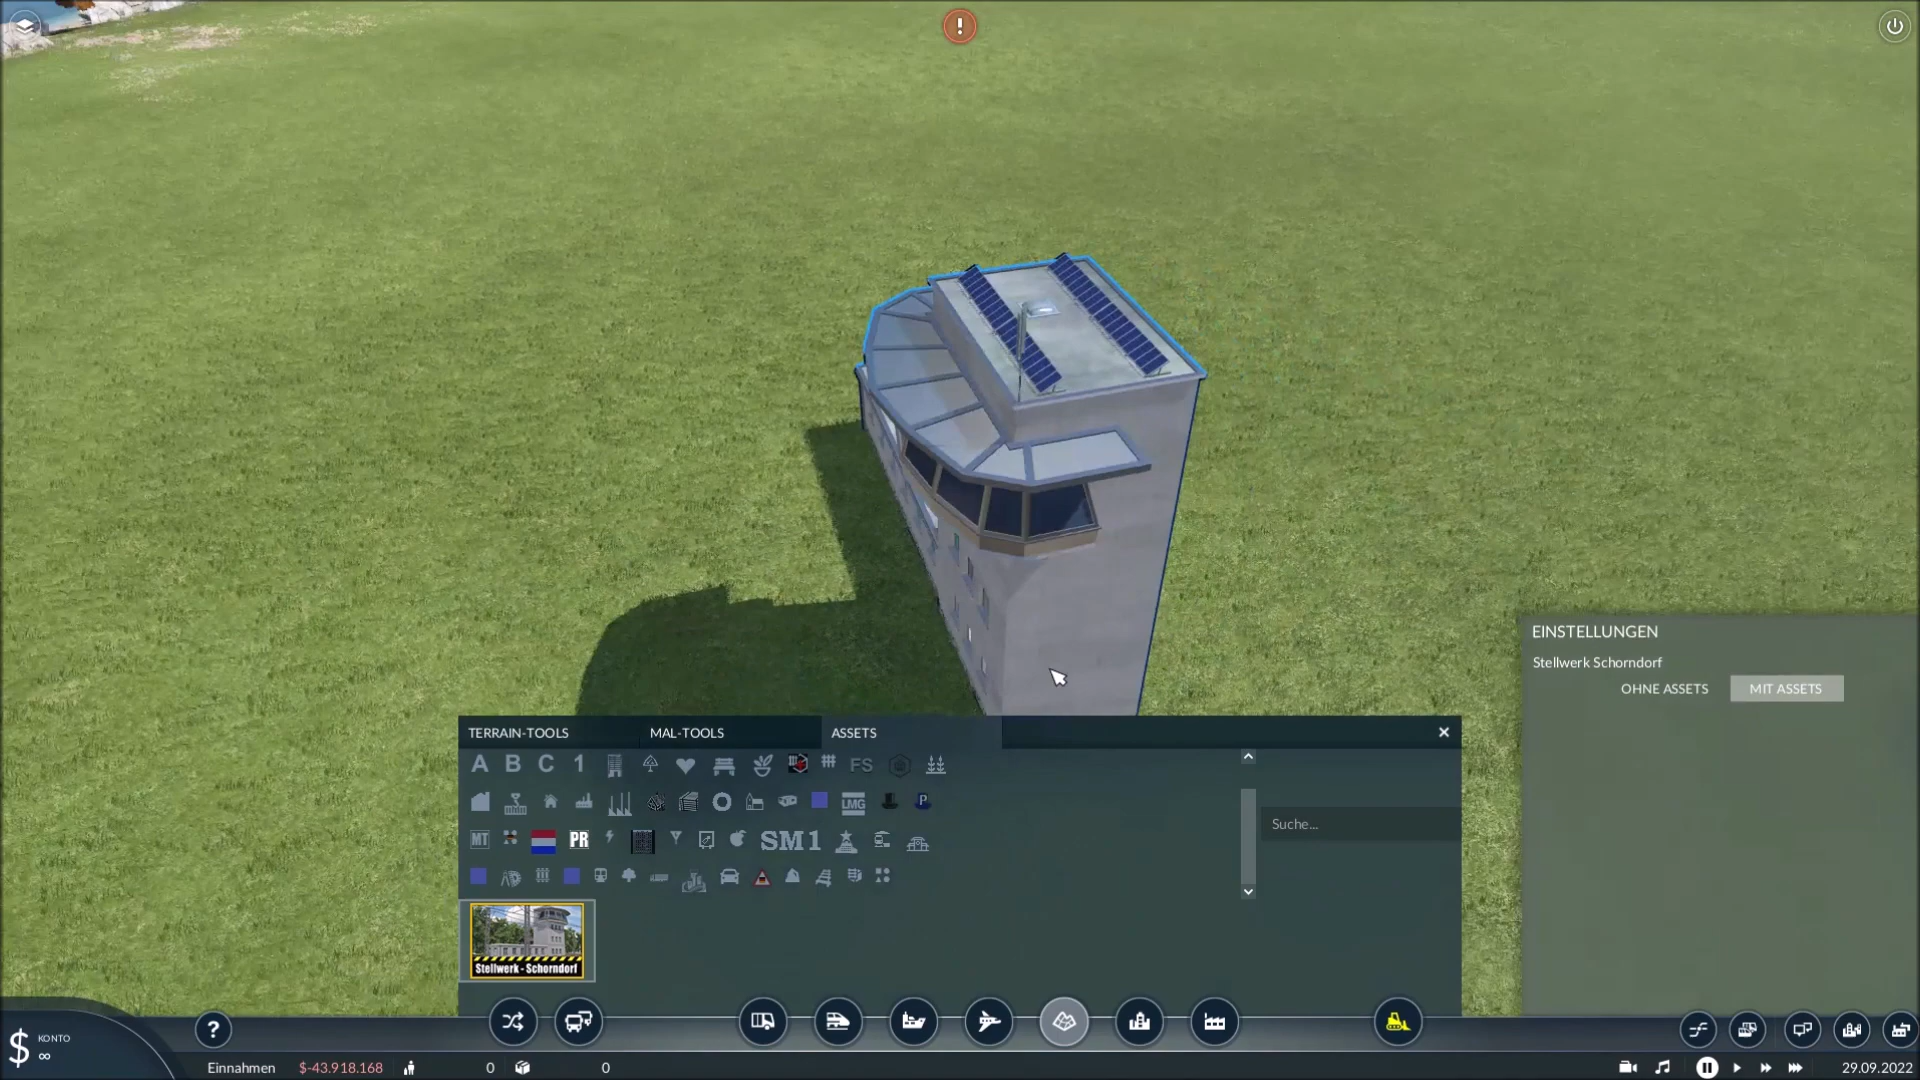 EINSTELLUNGEN
Stellwerk Schorndorf
OHNE ASSETS MIT ASSETS
TERRAIN-TOOLS MAL-TOOLS ASSETS
A B C 1 FS
LMG P
Suche...
MT PR SM1
Stellwerk - Schorndorf
?
$ KONTO
∞
Einnahmen $-43.918.168 0 0 29.09.2022